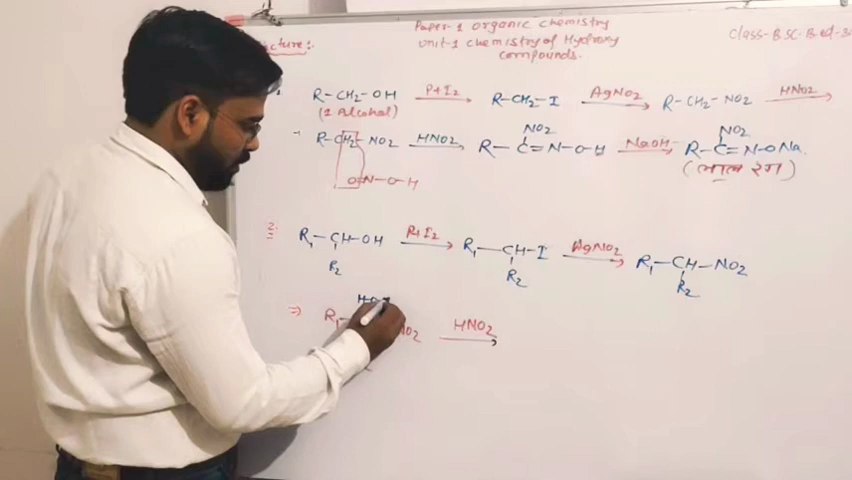 Paper-1 organic chemistry
unit-1 chemistry of Hydroxy
compounds.
Class-B.SC.B.ed-3
cture:
R-CH2-OH P+I2 R-CH2-I AgNO2 R-CH2-NO2 HNO2
(1 Alcohol)
R-CH2-NO2 HNO2 R-C=N-O-H NaOH R-C=N-ONa
NO2 NO2
O=N-O-H (लाल रंग)
2. R1-CH-OH P+I2 R1-CH-I AgNO2 R1-CH-NO2
R2 R2 R2
⇒ R1- NO2 HNO2